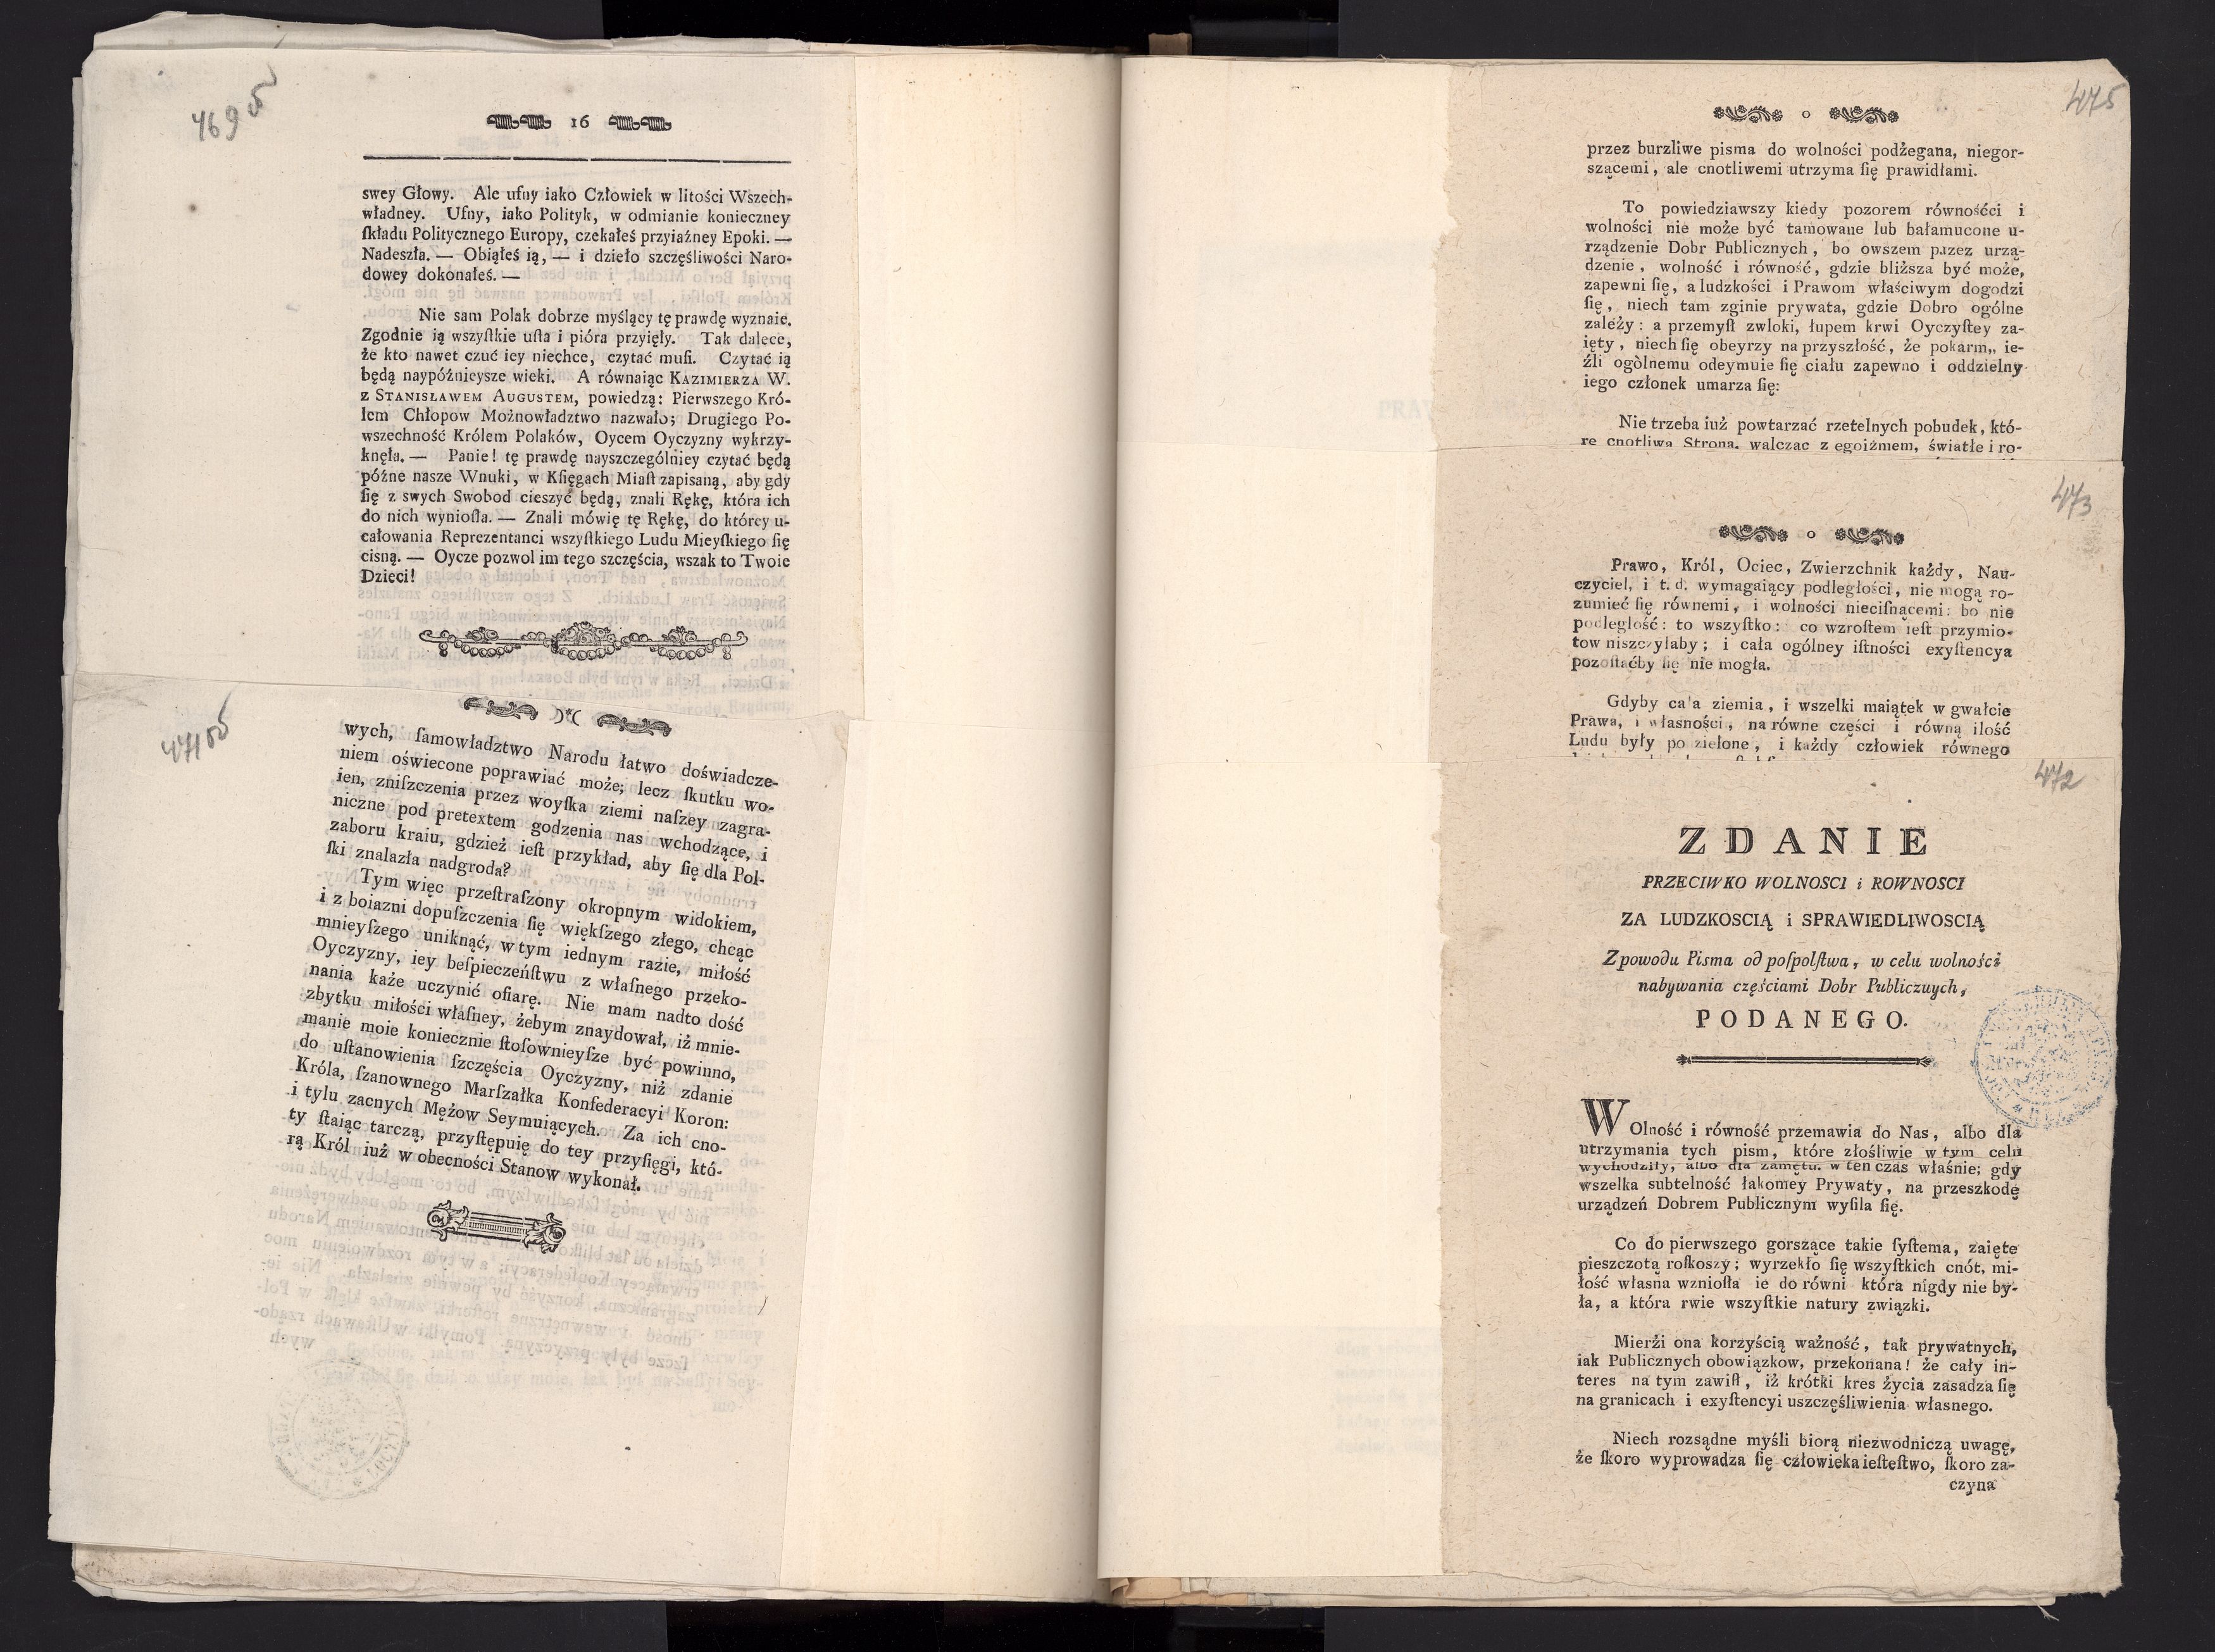 469 b
16
swey Głowy. Ale ufny iako Człowiek w litości Wszech-
władney. Ufny, iako Polityk, w odmianie konieczney
ſkładu Politycznego Europy, czekałeś przyiaźney Epoki. —
Nadeszła. — Obiąłeś ią, — i dzieło szczęśliwości Naro-
dowey dokonałeś. —
Nie sam Polak dobrze myślący tę prawdę wyznaie.
Zgodnie ią wszyſtkie uſta i pióra przyięły. Tak dalece,
że kto nawet czuć iey niechce, czytać muſi. Czytać ią
będą naypóźnieysze wieki. A równaiąc KAZIMIERZA W.
z STANISŁAWEM AUGUSTEM, powiedzą: Pierwszego Kró-
lem Chłopow Możnowładztwo nazwało; Drugiego Po-
wszechność Królem Polaków, Oycem Oyczyzny wykrzy-
knęła. — Panie! tę prawdę nayszczególniey czytać będą
późne nasze Wnuki, w Kſięgach Miaſt zapisaną, aby gdy
ſię z swych Swobod cieszyć będą, znali Rękę, która ich
do nich wynioſła. — Znali mówię tę Rękę, do którey u-
całowania Reprezentanci wszyſtkiego Ludu Mieyſkiego ſię
cisną. — Oycze pozwol im tego szczęścia, wszak to Twoie
Dzieci!
471 b
wych, ſamowładztwo Narodu łatwo doświadcze-
niem oświecone poprawiać może; lecz ſkutku wo-
ien, zniſzczenia przez woyſka ziemi naſzey zagra-
niczne pod pretextem godzenia nas wchodzące, i
zaboru kraiu, gdzież ieſt przykład, aby ſię dla Pol-
ſki znalazła nadgroda?
Tym więc przeſtraſzony okropnym widokiem,
i z boiazni dopuſzczenia ſię więkſzego złego, chcąc
mnieyſzego uniknąć, w tym iednym razie, miłość
Oyczyzny, iey beſpieczeńſtwu z właſnego przeko-
nania każe uczynić ofiarę. Nie mam nadto dość
zbytku miłości właſney, żebym znaydował, iż mnie-
manie moie koniecznie ſtoſownieyſze być powinno,
do uſtanowienia ſzczęścia Oyczyzny, niż zdanie
Króla, ſzanownego Marſzałka Konfederacyi Koron:
i tylu zacnych Mężow Seymuiących. Za ich cno-
ty ſtaiąc tarczą, przyſtępuię do tey przyſięgi, któ-
rą Król iuż w obecności Stanow wykonał.
475
o
przez burzliwe pisma do wolności podżegana, niegor-
szącemi, ale cnotliwemi utrzyma ſię prawidłami.
To powiedziawszy kiedy pozorem równośćci i
wolności nie może być tamowane lub bałamucone u-
rządzenie Dobr Publicznych, bo owszem przez urzą-
dzenie, wolność i równość, gdzie bliższa być może,
zapewni ſię, a ludzkości i Prawom właściwym dogodzi
ſię, niech tam zginie prywata, gdzie Dobro ogólne
zależy: a przemyſł zwłoki, łupem krwi Oyczyſtey za-
ięty, niech ſię obeyrzy na przyszłość, że pokarm„ ie-
źli ogòlnemu odeymuie ſię ciału zapewno i oddzielny
iego członek umarza ſię:
Nie trzeba iuż powtarzać rzetelnych pobudek, któ-
re cnotliwa Strona, walcząc z egoiźmem, światłe i ro-
473
o
Prawo, Król, Ociec, Zwierzchnik każdy, Nau-
czyciel, i t. d. wymagaiący podległości, nie mogą ro-
zumieć ſię równemi, i wolności nieciſnącemi: bo nie
podległość: to wszyſtko: co wzroſtem ieſt przymio-
tow niszczyłaby; i cała ogólney iſtności exyſtencya
pozoſtaćby ſię nie mogła.
Gdyby cała ziemia, i wszelki maiątek w gwałcie
Prawa, i własności, na równe części i równą ilość
Ludu były podzielone, i każdy człowiek równego
472
ZDANIE
PRZECIWKO WOLNOSCI i ROWNOSCI
ZA LUDZKOSCIĄ i SPRAWIEDLIWOSCIĄ
Zpowodu Pisma od poſpolſtwa, w celu wolności
nabywania częściami Dobr Publiczuych,
PODANEGO.
WOlność i równość przemawia do Nas, albo dla
utrzymania tych pism, które złośliwie w tym celu
wychodziły, albo dla zamętu. w ten czas właśnie; gdy
wszelka subtelność łakomey Prywaty, na przeszkodę
urządzeń Dobrem Publicznym wyſila ſię.
Co do pierwszego gorszące takie ſyſtema, zaięte
pieszczotą roſkoszy; wyrzekło ſię wszyſtkich cnót, mi-
łość własna wznioſła ie do równi która nigdy nie by-
ła, a która rwie wszyſtkie natury związki.
Mierźi ona korzyścią ważność, tak prywatnych,
iak Publicznych obowiązkow, przekonana! że cały in-
teres na tym zawiſł, iż krótki kres życia zasadza ſię
na granicach i exyſtencyi uszczęśliwienia własnego.
Niech rozsądne myśli biorą niezwodniczą uwagę,
że ſkoro wyprowadza ſię człowieka ieſteſtwo, ſkoro za-
czyna